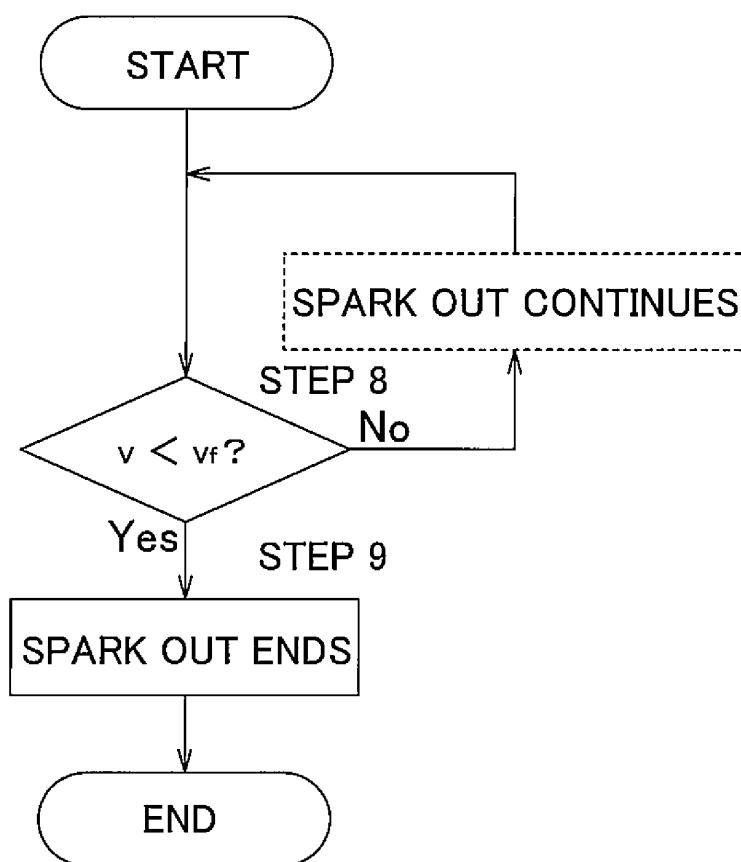 START
SPARK OUT CONTINUES
STEP 8
v < vf?
No
Yes
STEP 9
SPARK OUT ENDS
END